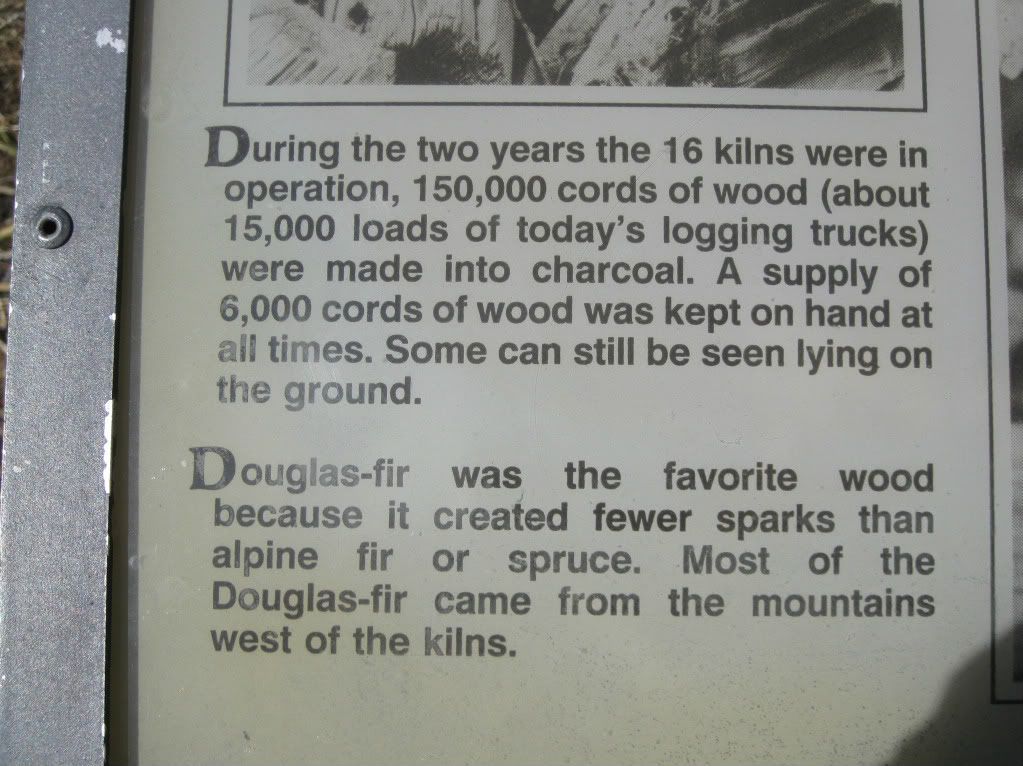 During the two years the 16 kilns were in
operation, 150,000 cords of wood (about
15,000 loads of today's logging trucks)
were made into charcoal. A supply of
6,000 cords of wood was kept on hand at
all times. Some can still be seen lying on
the ground.
Douglas-fir was the favorite wood
because it created fewer sparks than
alpine fir or spruce. Most of the
Douglas-fir came from the mountains
west of the kilns.